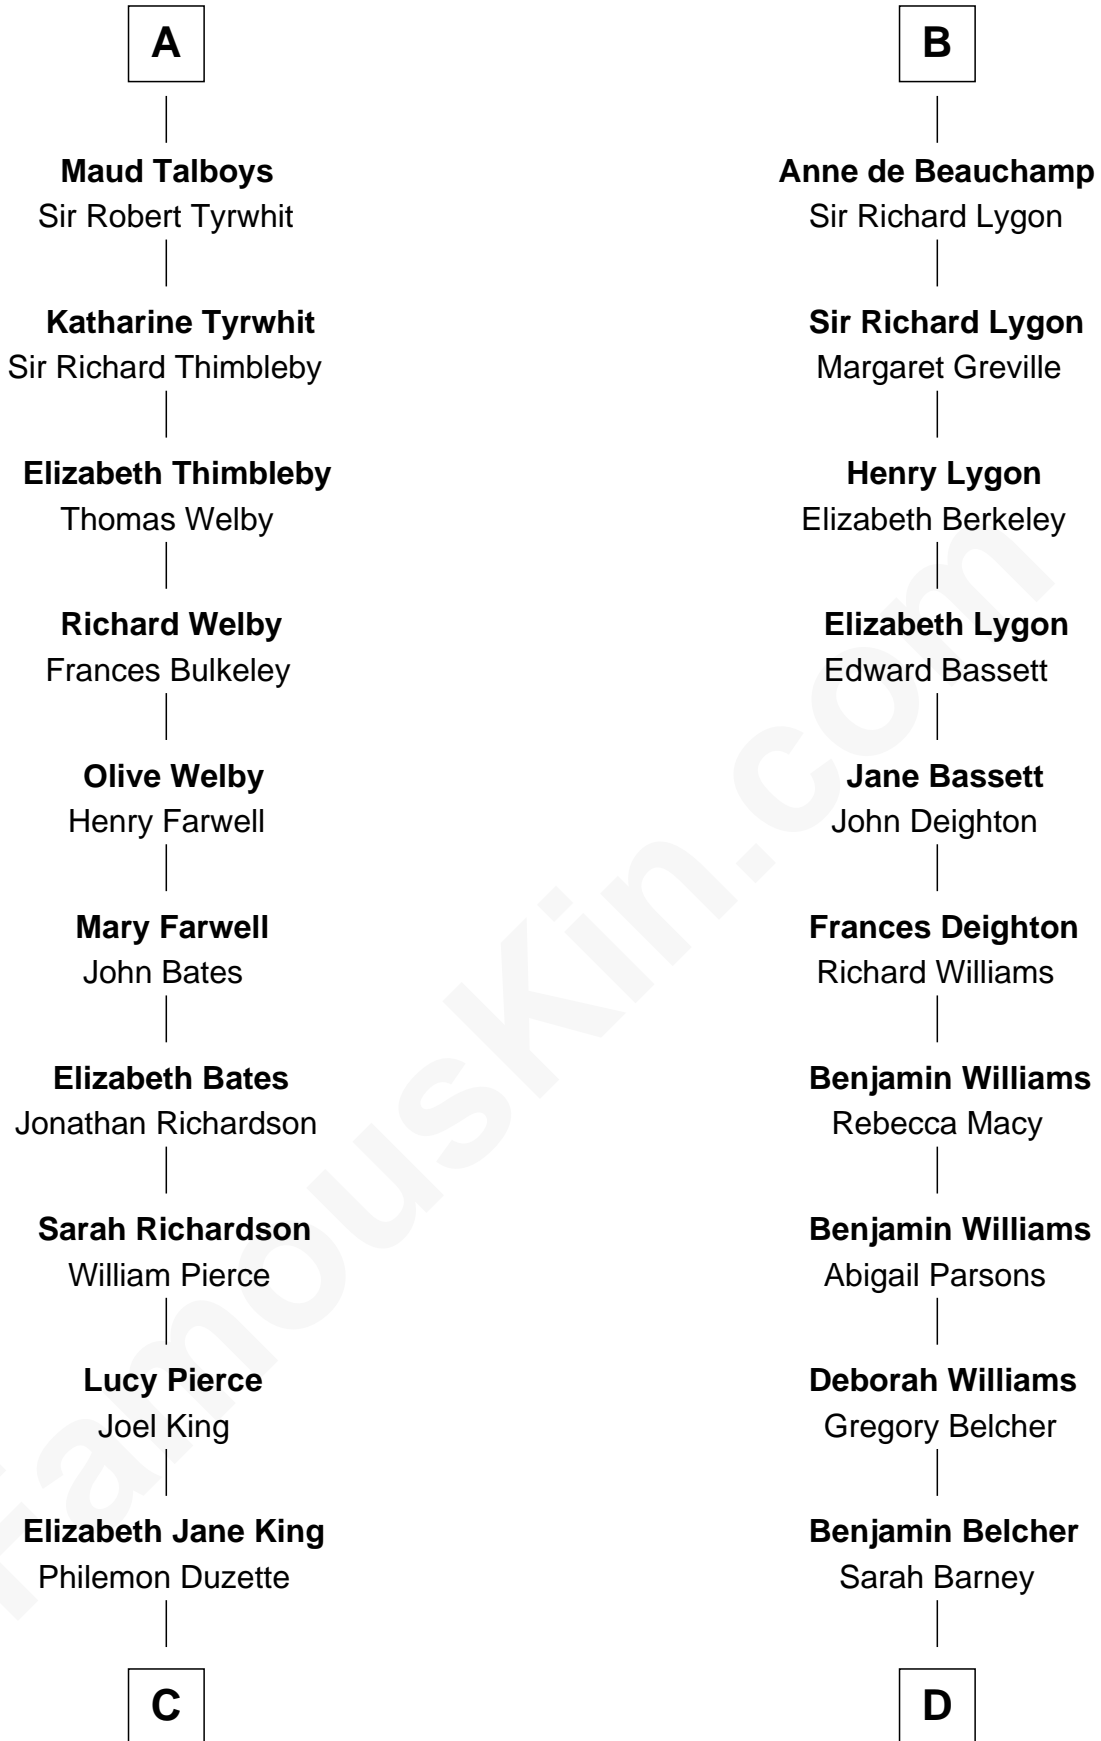 A
Maud Talboys
Sir Robert Tyrwhit
Katharine Tyrwhit
Sir Richard Thimbleby
Elizabeth Thimbleby
Thomas Welby
Richard Welby
Frances Bulkeley
Olive Welby
Henry Farwell
Mary Farwell
John Bates
Elizabeth Bates
Jonathan Richardson
Sarah Richardson
William Pierce
Lucy Pierce
Joel King
Elizabeth Jane King
Philemon Duzette
C
B
Anne de Beauchamp
Sir Richard Lygon
Sir Richard Lygon
Margaret Greville
Henry Lygon
Elizabeth Berkeley
Elizabeth Lygon
Edward Bassett
Jane Bassett
John Deighton
Frances Deighton
Richard Williams
Benjamin Williams
Rebecca Macy
Benjamin Williams
Abigail Parsons
Deborah Williams
Gregory Belcher
Benjamin Belcher
Sarah Barney
D
FamousKin.com